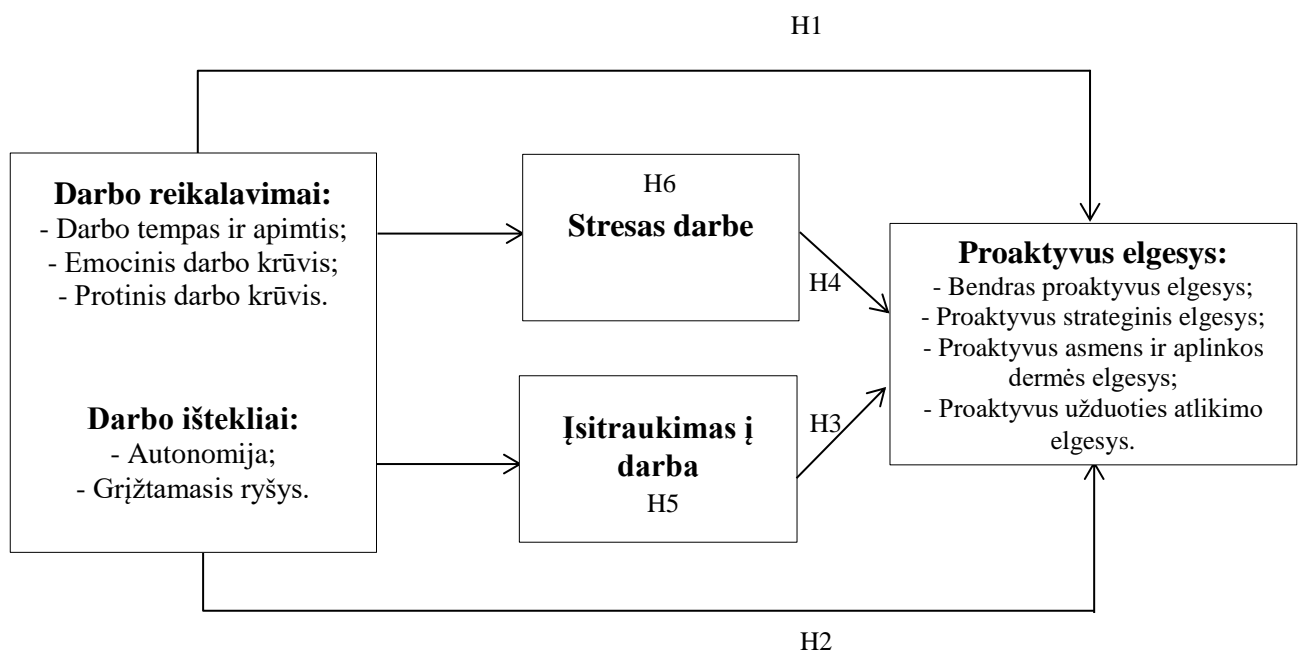 H1
Darbo reikalavimai:
- Darbo tempas ir apimtis;
- Emocinis darbo krūvis;
- Protinis darbo krūvis.
Darbo ištekliai:
- Autonomija;
- Grįžtamasis ryšys.
H6
Stresas darbe
H4
Įsitraukimas į
darba
H5
H3
Proaktyvus elgesys:
- Bendras proaktyvus elgesys;
- Proaktyvus strateginis elgesys;
- Proaktyvus asmens ir aplinkos
dermės elgesys;
- Proaktyvus užduoties atlikimo
elgesys.
H2